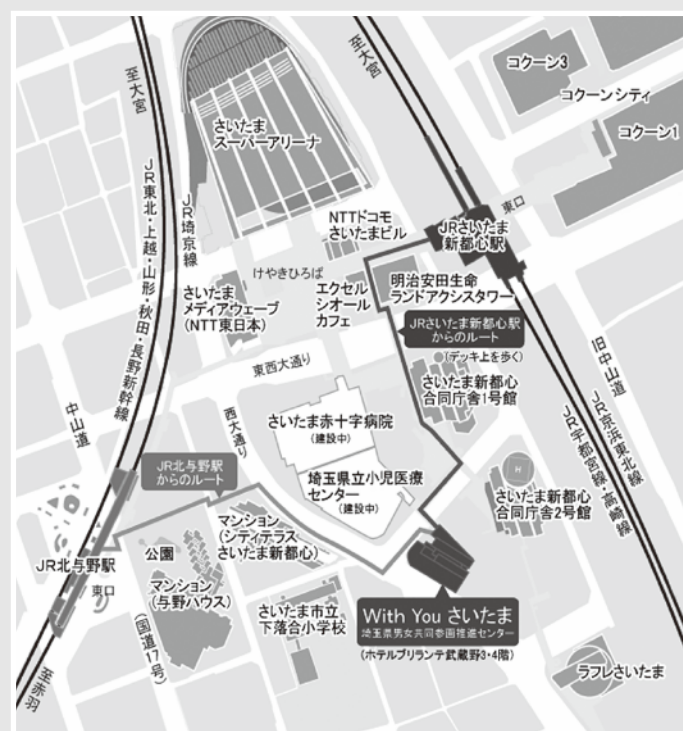 至大宮
至大宮
コクーン3
コクーンシティ
コクーン1
さいたま
スーパーアリーナ
JR東北・上越・山形・秋田・長野新幹線
JR埼京線
NTTドコモ
さいたまビル
東口
JRさいたま
新都心駅
けやきひろば
さいたま
メディアウェーブ
(NTT東日本)
エクセル
シオール
カフェ
明治安田生命
ランドアクシスタワー
JRさいたま新都心駅
からのルート
(デッキ上を歩く)
さいたま新都心
合同庁舎1号館
旧中山道
JR京浜東北線
JR宇都宮線・高崎線
東西大通り
中山道
西大通り
さいたま赤十字病院
(建設中)
JR北与野駅
からのルート
埼玉県立小児医療
センター
(建設中)
H
さいたま新都心
合同庁舎2号館
マンション
(シティテラス
さいたま新都心)
JR北与野駅
東口
公園
マンション
(与野ハウス)
(国道17号)
さいたま市立
下落合小学校
With You さいたま
埼玉県男女共同参画推進センター
(ホテルブリランテ武蔵野3・4階)
ラフレさいたま
至赤羽